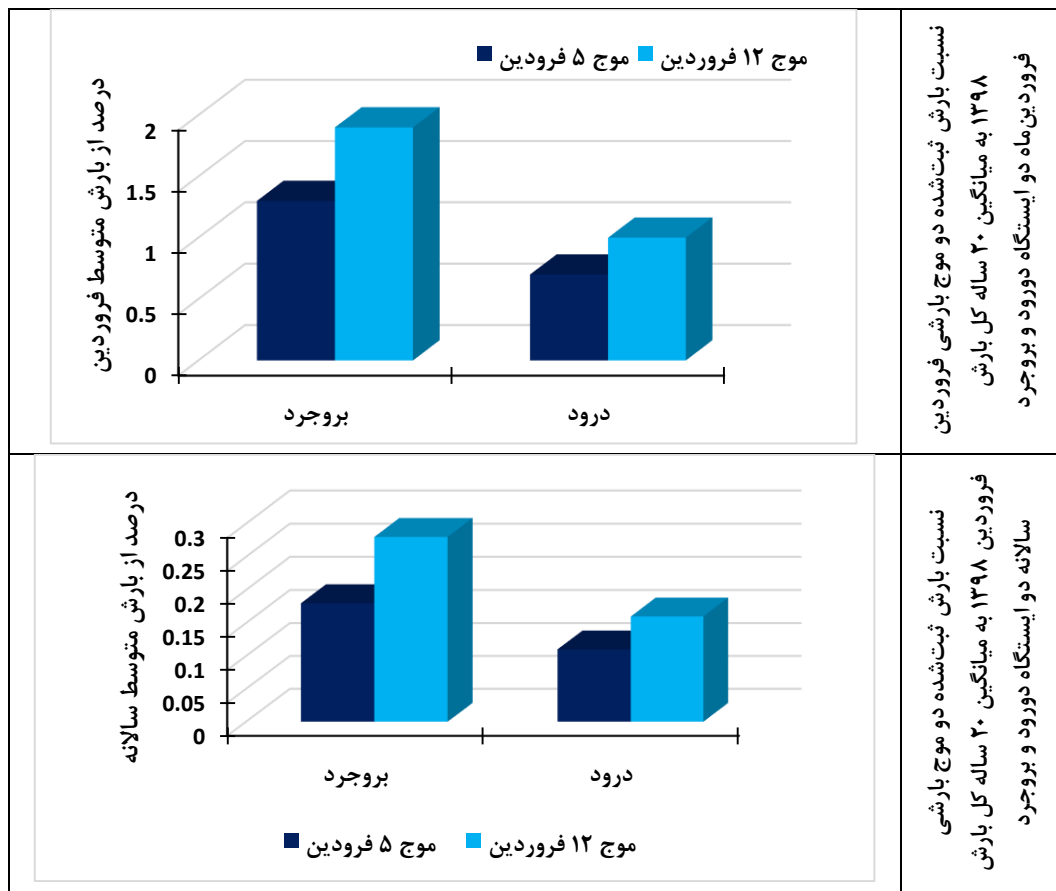 نسبت بارش ثبت‌شده دو موج بارشی فروردین
۱۳۹۸ به میانگین ۲۰ ساله کل بارش
فروردین‌ماه دو ایستگاه دورود و بروجرد
موج ۵ فرودین موج ۱۲ فروردین
درصد از بارش متوسط فروردین
2
1.5
1
0.5
0
بروجرد درود
نسبت بارش ثبت‌شده دو موج بارشی
فروردین ۱۳۹۸ به میانگین ۲۰ ساله کل بارش
سالانه دو ایستگاه دورود و بروجرد
درصد از بارش متوسط سالانه
0.3
0.25
0.2
0.15
0.1
0.05
0
بروجرد درود
موج ۵ فرودین موج ۱۲ فروردین